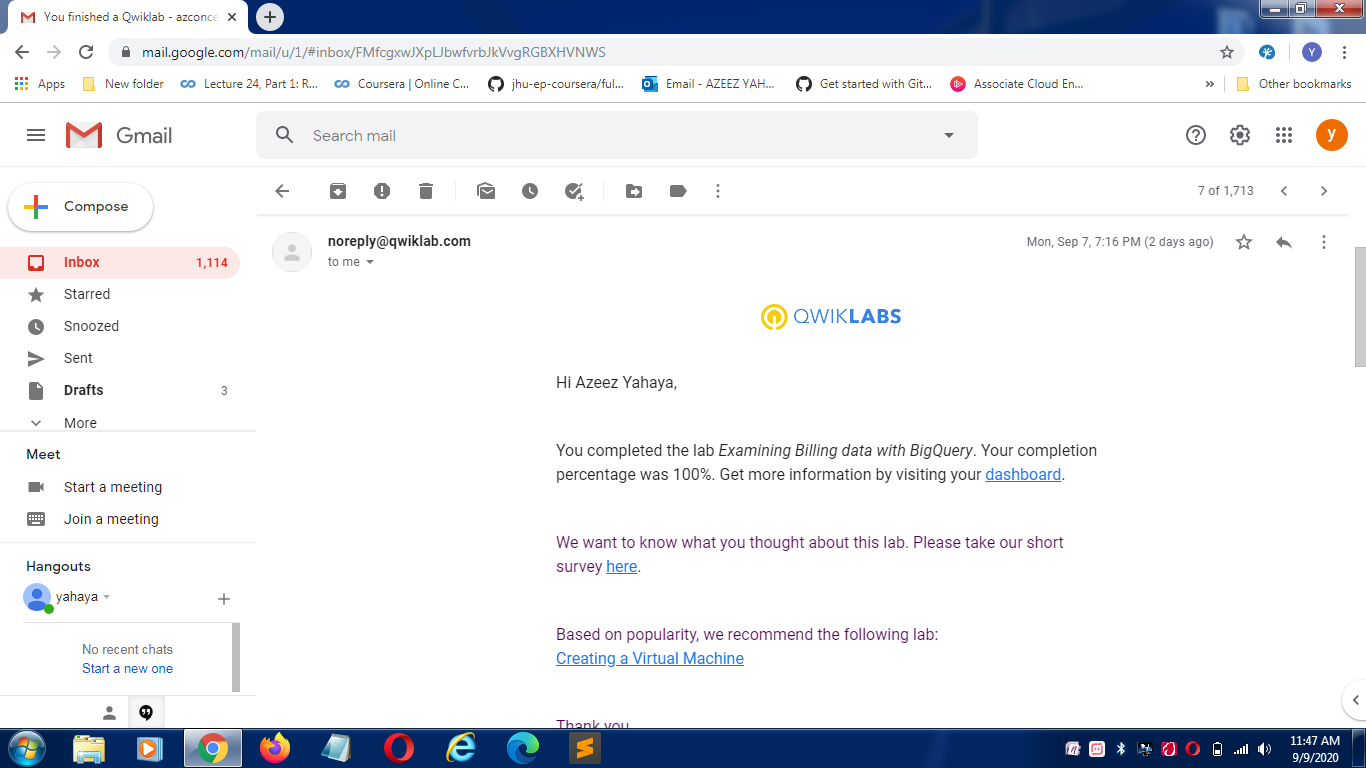 You finished a Qwiklab - azconce
mail.google.com/mail/u/1/#inbox/FMfcgxwJXpLJbwfvrbJkVvgRGBXHVNWS
Y
Apps
New folder
Lecture 24, Part 1: R...
Coursera | Online C...
jhu-ep-coursera/ful...
Email - AZEEZ YAH...
Get started with Git...
Associate Cloud En...
»
Other bookmarks
Gmail
Search mail
y
Compose
7 of 1,713
Inbox 1,114
Starred
Snoozed
Sent
Drafts 3
More
Meet
Start a meeting
Join a meeting
Hangouts
yahaya
No recent chats
Start a new one
noreply@qwiklab.com
Mon, Sep 7, 7:16 PM (2 days ago)
to me
QWIKLABS
Hi Azeez Yahaya,
You completed the lab Examining Billing data with BigQuery. Your completion
percentage was 100%. Get more information by visiting your dashboard.
We want to know what you thought about this lab. Please take our short
survey here.
Based on popularity, we recommend the following lab:
Creating a Virtual Machine
Thank you
11:47 AM
9/9/2020